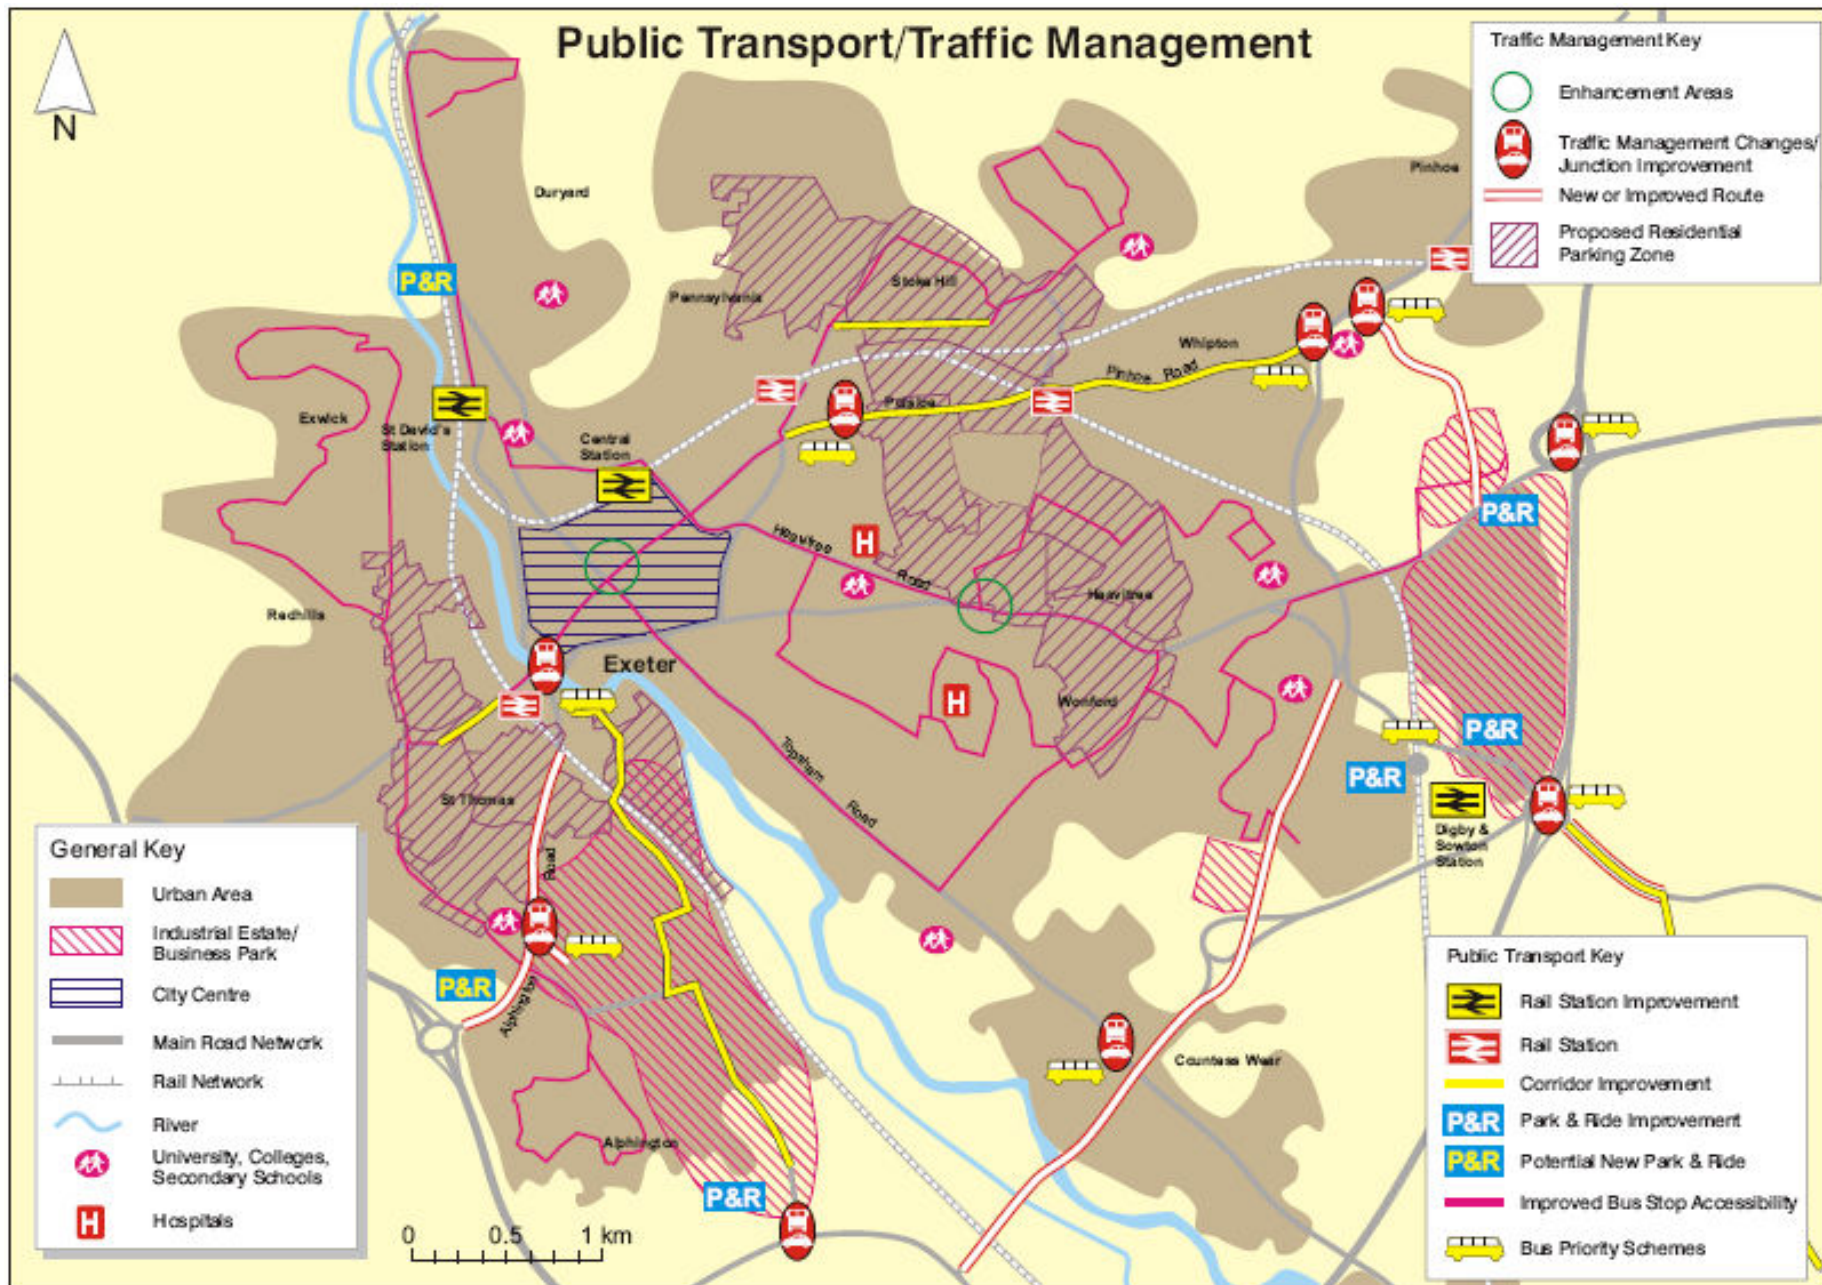 Public Transport/Traffic Management
N
Traffic Management Key
Enhancement Areas
Traffic Management Changes/
Junction Improvement
New or Improved Route
Proposed Residential
Parking Zone
Pinhoe
Duryard
P&R
Pennsylvania
Stoke Hill
Whipton
Pinhoe Road
Polsloe
Exwick
St David's
Station
Central
Station
P&R
H
Heavitree
Road
Heavitree
Redhills
Exeter
H
Wonford
P&R
Topsham
Road
P&R
St Thomas
Digby &
Sowton
Station
Road
General Key
Urban Area
Industrial Estate/
Business Park
City Centre
Main Road Network
Rail Network
River
University, Colleges,
Secondary Schools
H
Hospitals
P&R
Alphington
Countess Wear
Alphington
P&R
0 0.5 1 km
Public Transport Key
Rail Station Improvement
Rail Station
Corridor Improvement
P&R
Park & Ride Improvement
P&R
Potential New Park & Ride
Improved Bus Stop Accessibility
Bus Priority Schemes